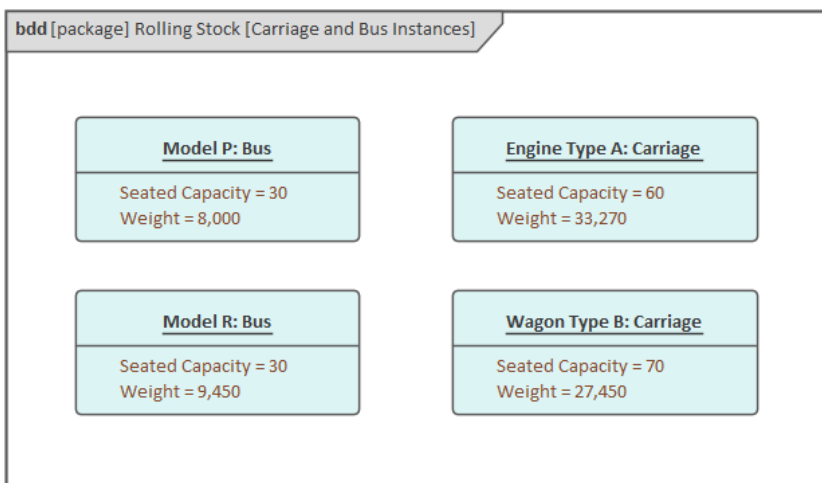 bdd [package] Rolling Stock [Carriage and Bus Instances]
Model P: Bus
Seated Capacity = 30
Weight = 8,000
Engine Type A: Carriage
Seated Capacity = 60
Weight = 33,270
Model R: Bus
Seated Capacity = 30
Weight = 9,450
Wagon Type B: Carriage
Seated Capacity = 70
Weight = 27,450